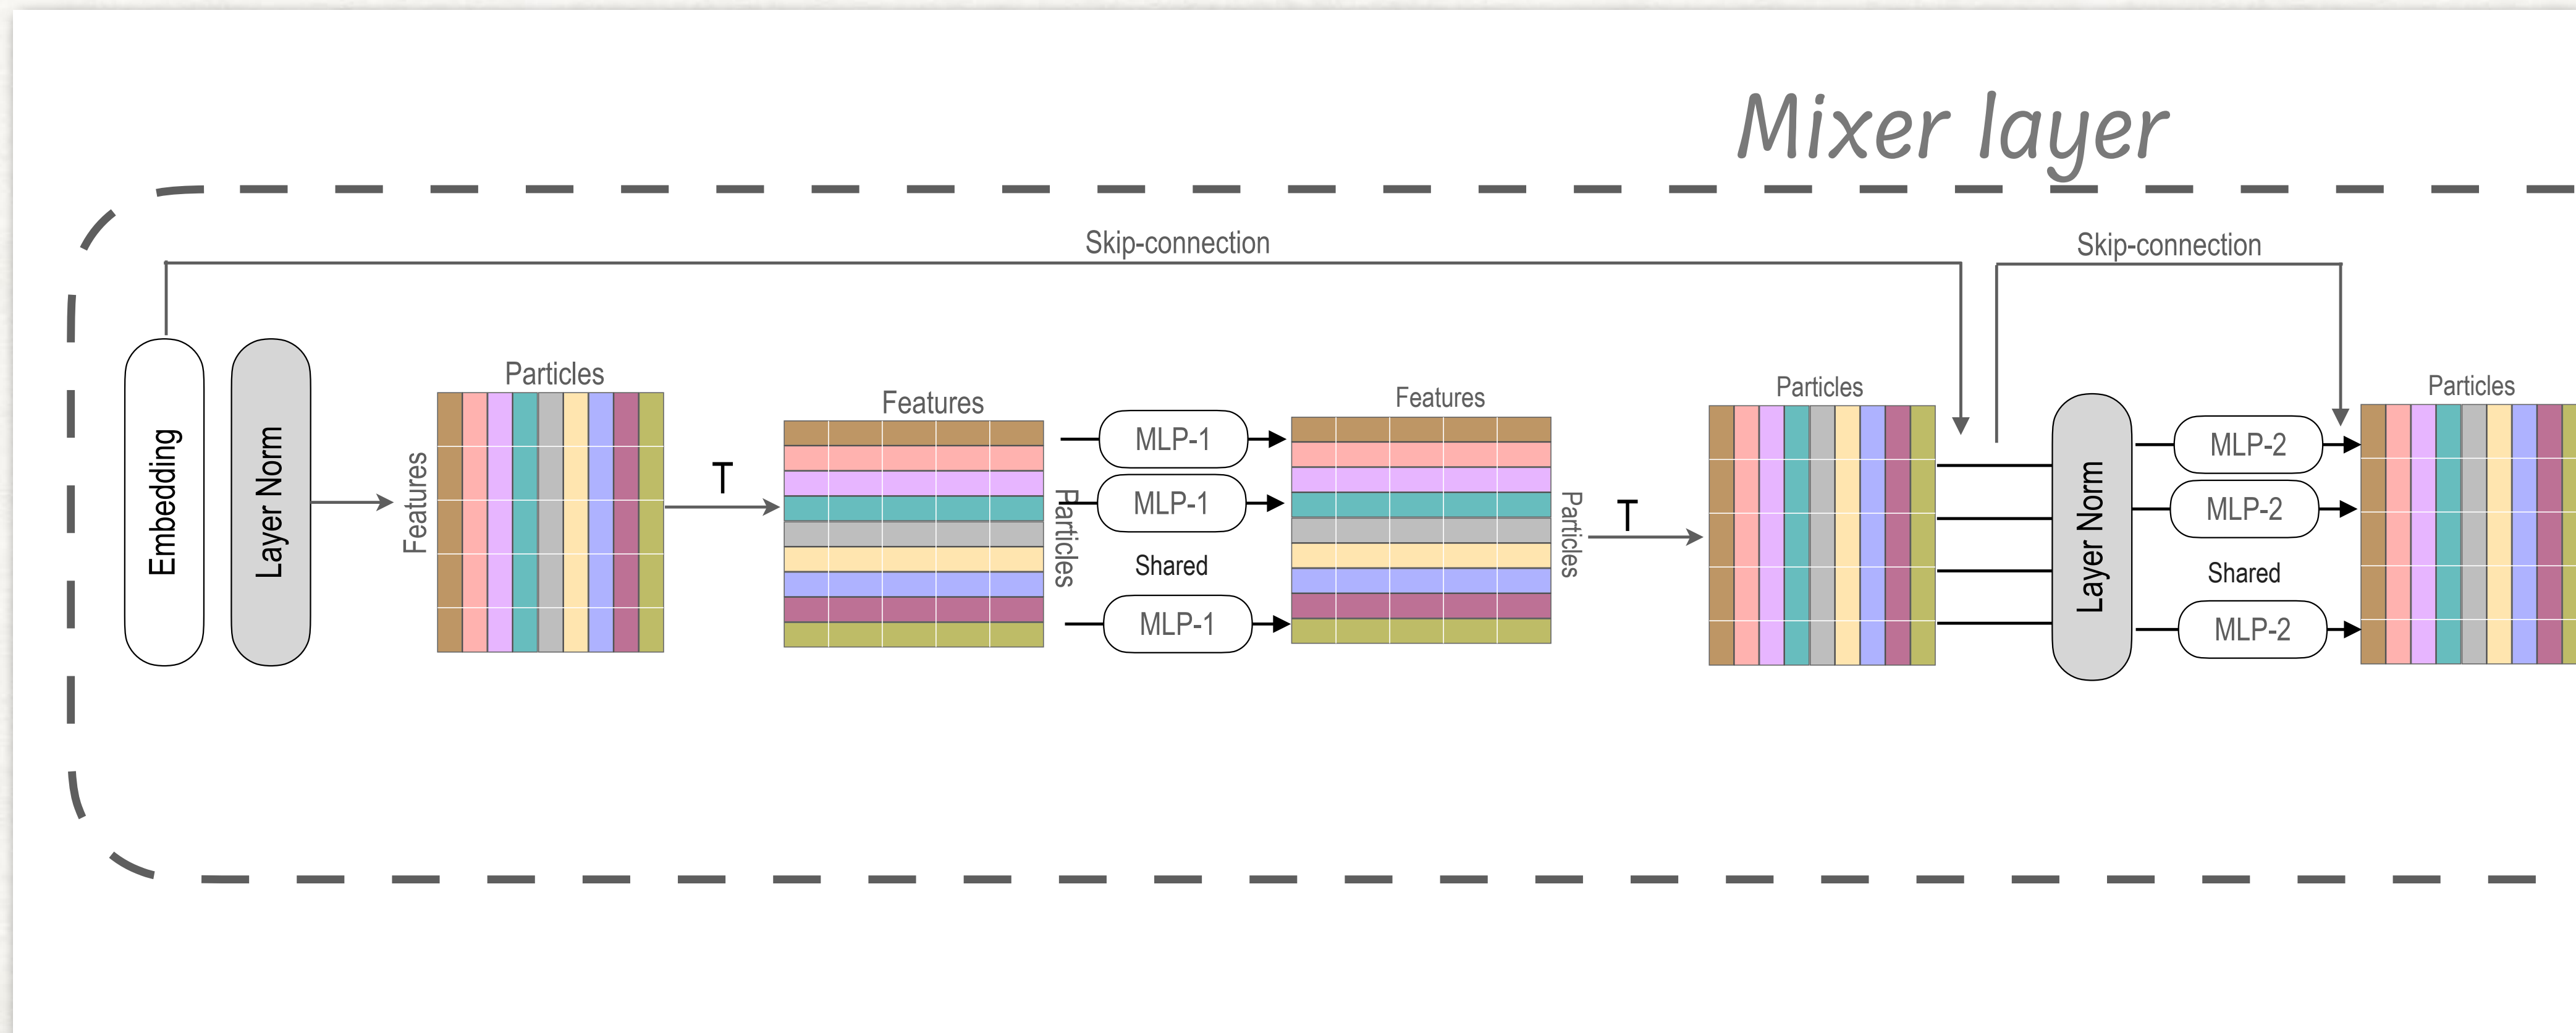 Mixer layer
Skip-connection
Skip-connection
Embedding
Layer Norm
Particles
Features
T
Features
Particles
MLP-1
MLP-1
Shared
MLP-1
Features
Particles
T
Particles
Layer Norm
MLP-2
MLP-2
Shared
MLP-2
Particles